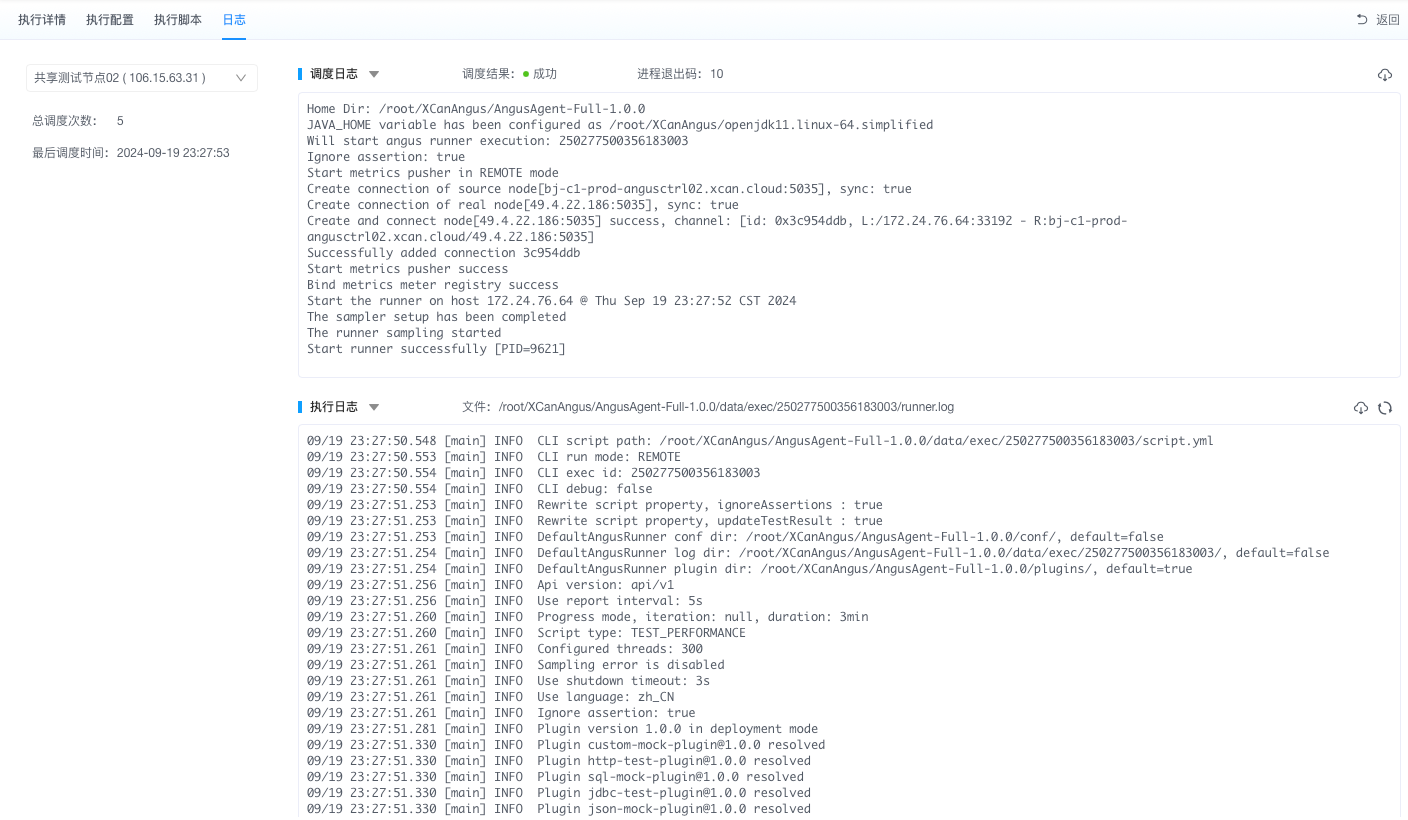 执行详情 执行配置 执行脚本 日志 返回
共享测试节点02 ( 106.15.63.31 )
总调度次数: 5
最后调度时间: 2024-09-19 23:27:53
调度日志 调度结果: 成功 进程退出码: 10
Home Dir: /root/XCanAngus/AngusAgent-Full-1.0.0
JAVA_HOME variable has been configured as /root/XCanAngus/openjdk11.linux-64.simplified
Will start angus runner execution: 250277500356183003
Ignore assertion: true
Start metrics pusher in REMOTE mode
Create connection of source node[bj-c1-prod-angusctrl02.xcan.cloud:5035], sync: true
Create connection of real node[49.4.22.186:5035], sync: true
Create and connect node[49.4.22.186:5035] success, channel: [id: 0x3c954ddb, L:/172.24.76.64:33192 - R:bj-c1-prod-
angusctrl02.xcan.cloud/49.4.22.186:5035]
Successfully added connection 3c954ddb
Start metrics pusher success
Bind metrics meter registry success
Start the runner on host 172.24.76.64 @ Thu Sep 19 23:27:52 CST 2024
The sampler setup has been completed
The runner sampling started
Start runner successfully [PID=9621]
执行日志 文件: /root/XCanAngus/AngusAgent-Full-1.0.0/data/exec/250277500356183003/runner.log
09/19 23:27:50.548 [main] INFO  CLI script path: /root/XCanAngus/AngusAgent-Full-1.0.0/data/exec/250277500356183003/script.yml
09/19 23:27:50.553 [main] INFO  CLI run mode: REMOTE
09/19 23:27:50.554 [main] INFO  CLI exec id: 250277500356183003
09/19 23:27:50.554 [main] INFO  CLI debug: false
09/19 23:27:51.253 [main] INFO  Rewrite script property, ignoreAssertions : true
09/19 23:27:51.253 [main] INFO  Rewrite script property, updateTestResult : true
09/19 23:27:51.253 [main] INFO  DefaultAngusRunner conf dir: /root/XCanAngus/AngusAgent-Full-1.0.0/conf/, default=false
09/19 23:27:51.254 [main] INFO  DefaultAngusRunner log dir: /root/XCanAngus/AngusAgent-Full-1.0.0/data/exec/250277500356183003/, default=false
09/19 23:27:51.254 [main] INFO  DefaultAngusRunner plugin dir: /root/XCanAngus/AngusAgent-Full-1.0.0/plugins/, default=true
09/19 23:27:51.256 [main] INFO  Api version: api/v1
09/19 23:27:51.256 [main] INFO  Use report interval: 5s
09/19 23:27:51.260 [main] INFO  Progress mode, iteration: null, duration: 3min
09/19 23:27:51.260 [main] INFO  Script type: TEST_PERFORMANCE
09/19 23:27:51.261 [main] INFO  Configured threads: 300
09/19 23:27:51.261 [main] INFO  Sampling error is disabled
09/19 23:27:51.261 [main] INFO  Use shutdown timeout: 3s
09/19 23:27:51.261 [main] INFO  Use language: zh_CN
09/19 23:27:51.261 [main] INFO  Ignore assertion: true
09/19 23:27:51.281 [main] INFO  Plugin version 1.0.0 in deployment mode
09/19 23:27:51.330 [main] INFO  Plugin custom-mock-plugin@1.0.0 resolved
09/19 23:27:51.330 [main] INFO  Plugin http-test-plugin@1.0.0 resolved
09/19 23:27:51.330 [main] INFO  Plugin sql-mock-plugin@1.0.0 resolved
09/19 23:27:51.330 [main] INFO  Plugin jdbc-test-plugin@1.0.0 resolved
09/19 23:27:51.330 [main] INFO  Plugin json-mock-plugin@1.0.0 resolved